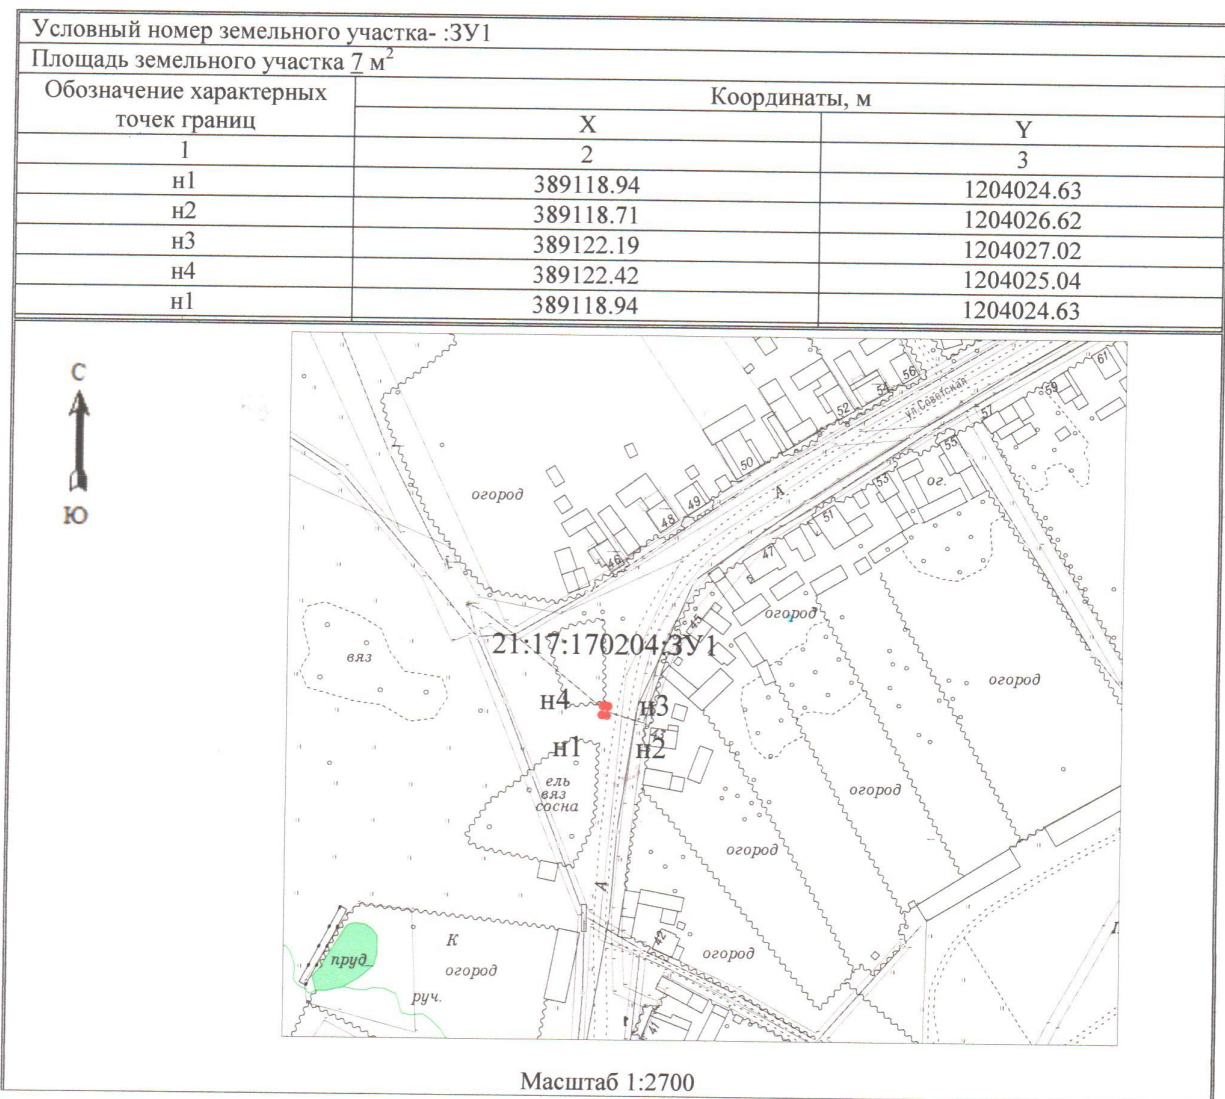 Условный номер земельного участка- :ЗУ1
Площадь земельного участка 7 м²
Обозначение характерных точек границ
Координаты, м
X
Y
1
2
3
н1
389118.94
1204024.63
н2
389118.71
1204026.62
н3
389122.19
1204027.02
н4
389122.42
1204025.04
н1
389118.94
1204024.63
С
Ю
61
56
54
59
52
ул.Советская
57
50
55
огород
49
А
53
ог.
48
51
46
47
огород
45
21:17:170204:ЗУ1
вяз
огород
н4
н3
43
н1
н2
ель
вяз
сосна
огород
огород
А
42
К
огород
пруд
огород
руч.
41
Масштаб 1:2700